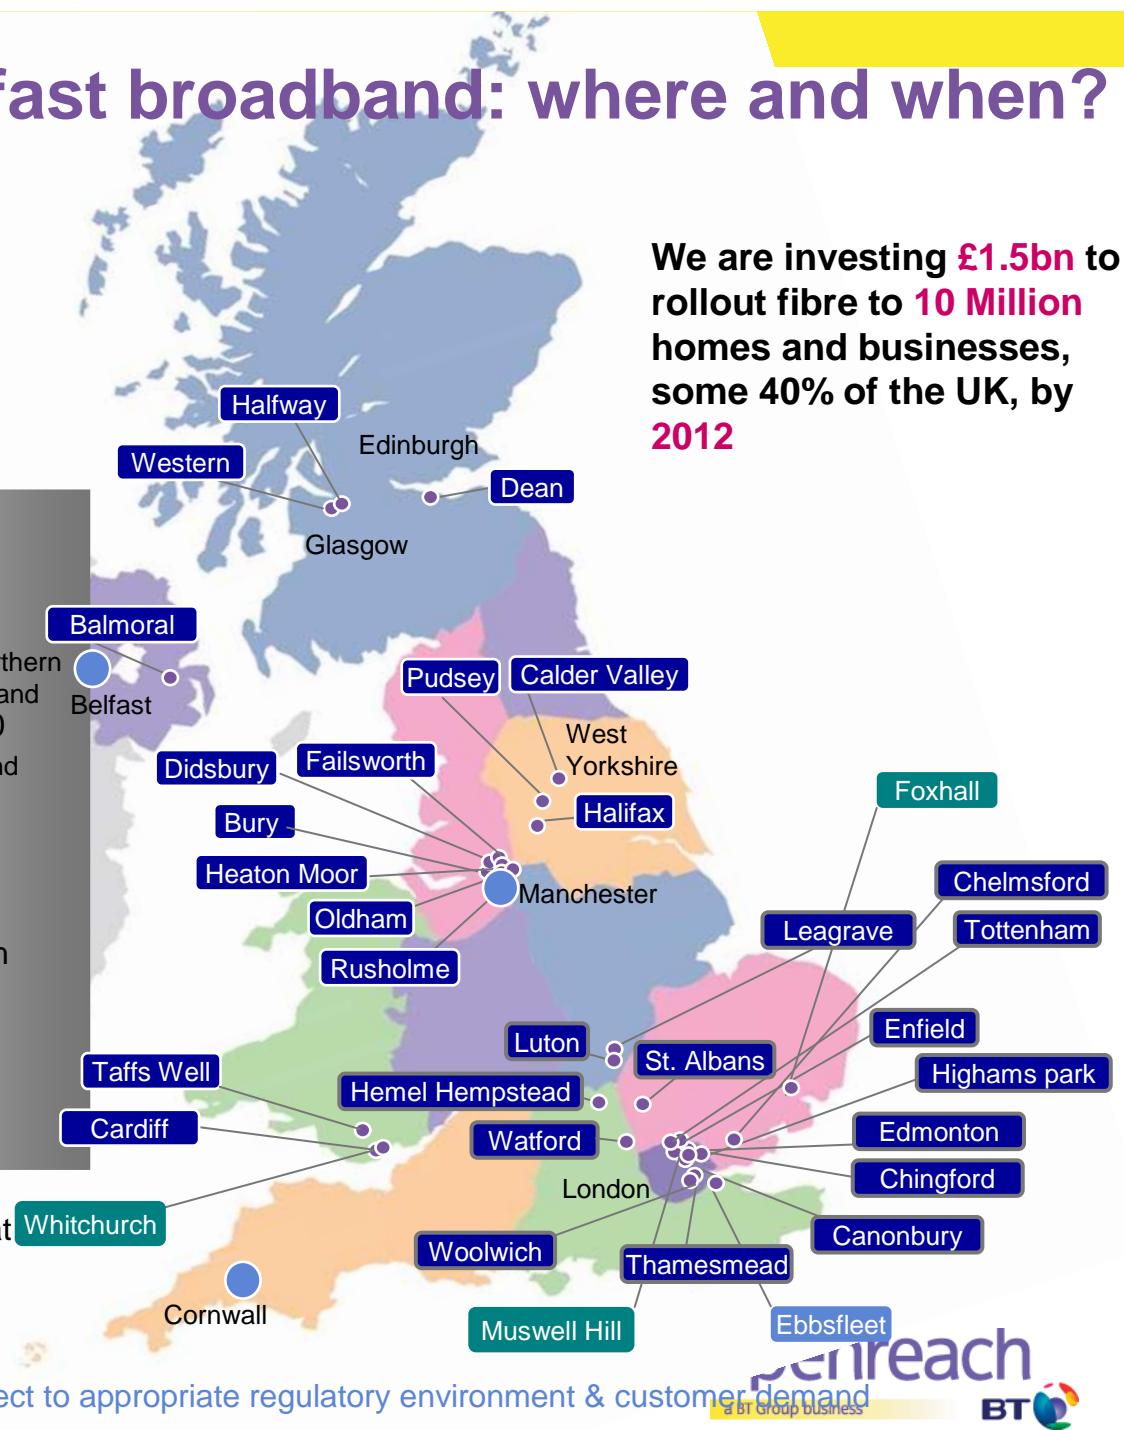 fast broadband: where and when?
We are investing £1.5bn to
rollout fibre to 10 Million
homes and businesses,
some 40% of the UK, by
2012
Halfway
Edinburgh
Western
Dean
Glasgow
Balmoral
Belfast
Pudsey
Calder Valley
West
Yorkshire
Didsbury
Failsworth
Foxhall
Bury
Halifax
Heaton Moor
Manchester
Chelmsford
Oldham
Leagrave
Tottenham
Rusholme
Luton
Enfield
St. Albans
Taffs Well
Hemel Hempstead
Highams park
Cardiff
Watford
Edmonton
Chingford
London
Whitchurch
Canonbury
Woolwich
Thamesmead
Cornwall
Muswell Hill
Ebbsfleet
thern
and
0
nd
n
at
penreach
ect to appropriate regulatory environment & customer demand
a BT Group business
BT